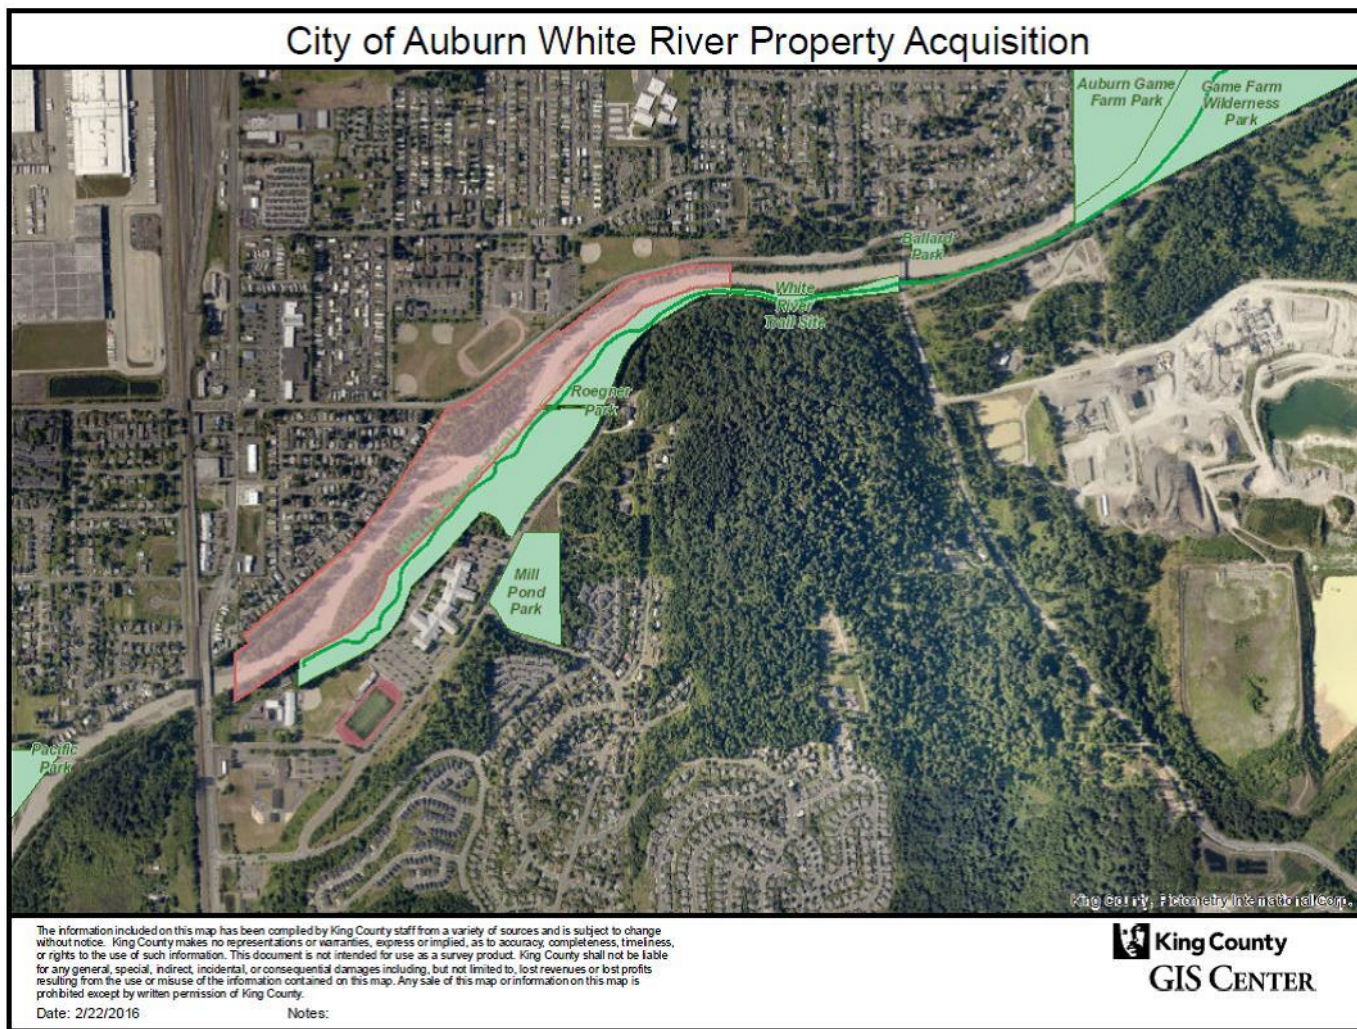 City of Auburn White River Property Acquisition
Auburn Game
Farm Park
Game Farm
Wilderness
Park
Ballard
Park
White
River
Trail Site
Roegner
Park
Mill
Pond
Park
Pacific
Park
King County, Pictometry International Corp.
The information included on this map has been compiled by King County staff from a variety of sources and is subject to change
without notice. King County makes no representations or warranties, express or implied, as to accuracy, completeness, timeliness,
or rights to the use of such information. This document is not intended for use as a survey product. King County shall not be liable
for any general, special, indirect, incidental, or consequential damages including, but not limited to, lost revenues or lost profits
resulting from the use or misuse of the information contained on this map. Any sale of this map or information on this map is
prohibited except by written permission of King County.
Date: 2/22/2016 Notes:
King County
GIS CENTER